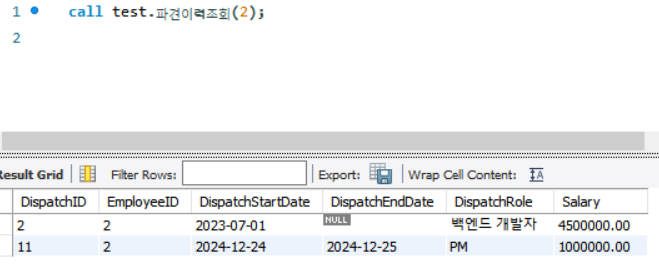 1 call test.파견이력조회(2);
2
Result Grid Filter Rows: Export: Wrap Cell Content: IA
DispatchID EmployeeID DispatchStartDate DispatchEndDate DispatchRole Salary
2 2 2023-07-01 NULL 백엔드 개발자 4500000.00
11 2 2024-12-24 2024-12-25 PM 1000000.00